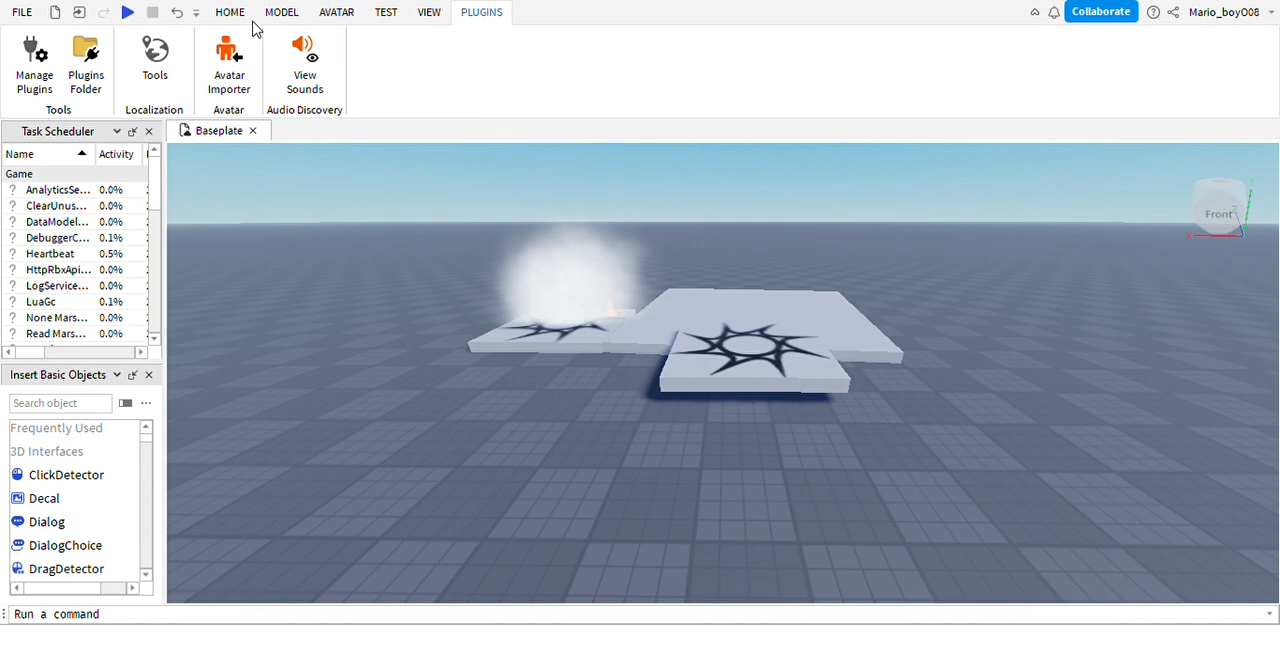 FILE HOME MODEL AVATAR TEST VIEW PLUGINS Collaborate Mario_boy008
Manage Plugins
Plugins Folder
Tools
Avatar Importer
View Sounds
Tools Localization Avatar Audio Discovery
Task Scheduler
Baseplate
Name Activity
Game
AnalyticsSe... 0.0%
ClearUnus... 0.0%
DataModel... 0.0%
DebuggerC... 0.1%
Heartbeat 0.5%
HttpRbxApi... 0.0%
LogService... 0.0%
LuaGc 0.1%
None Mars... 0.0%
Read Mars... 0.0%
Front
X
Insert Basic Objects
Search object
Frequently Used
3D Interfaces
ClickDetector
Decal
Dialog
DialogChoice
DragDetector
Run a command